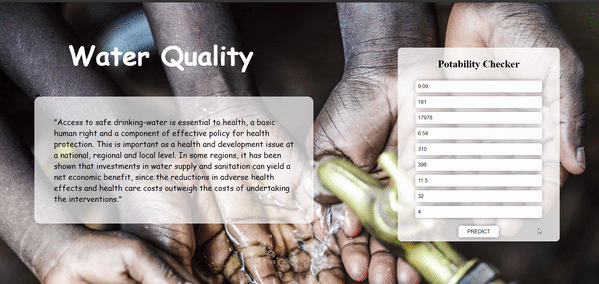 Water Quality
"Access to safe drinking-water is essential to health, a basic
human right and a component of effective policy for health
protection. This is important as a health and development issue at
a national, regional and local level. In some regions, it has been
shown that investments in water supply and sanitation can yield a
net economic benefit, since the reductions in adverse health
effects and health care costs outweigh the costs of undertaking
the interventions."
Potability Checker
9.09
181
17978
6.54
310
398
11.5
32
4
PREDICT